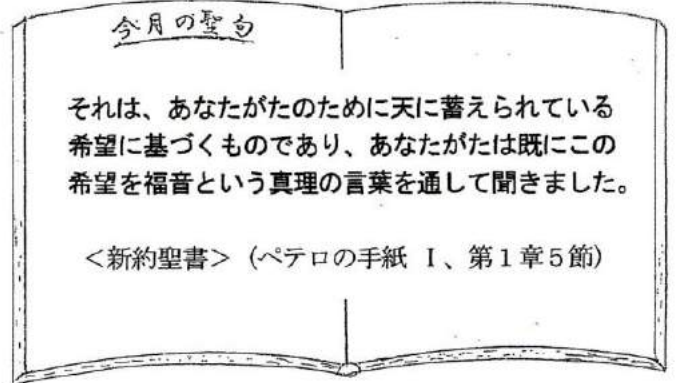 今月の聖句
それは、あなたがたのために天に蓄えられている
希望に基づくものであり、あなたがたは既にこの
希望を福音という真理の言葉を通して聞きました。
＜新約聖書＞（ペテロの手紙 Ⅰ、第１章５節）